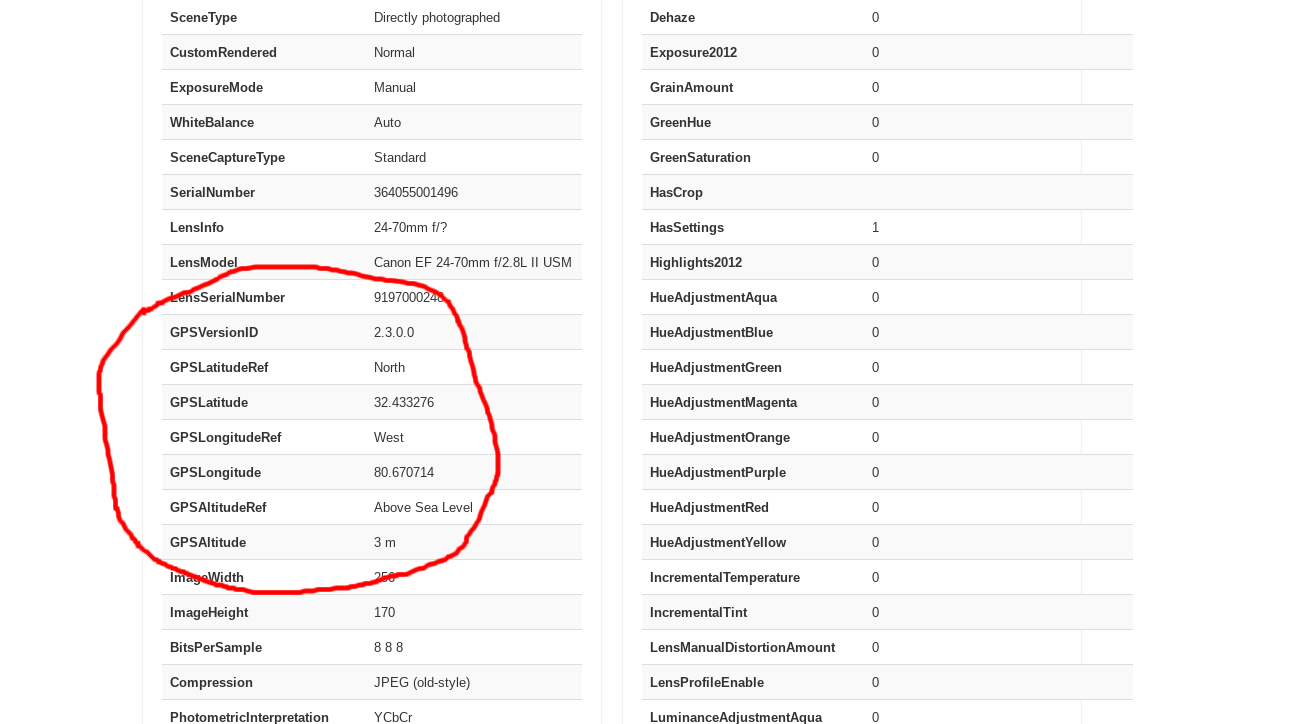 SceneType Directly photographed
CustomRendered Normal
ExposureMode Manual
WhiteBalance Auto
SceneCaptureType Standard
SerialNumber 364055001496
LensInfo 24-70mm f/?
LensModel Canon EF 24-70mm f/2.8L II USM
LensSerialNumber 9197000248
GPSVersionID 2.3.0.0
GPSLatitudeRef North
GPSLatitude 32.433276
GPSLongitudeRef West
GPSLongitude 80.670714
GPSAltitudeRef Above Sea Level
GPSAltitude 3 m
ImageWidth 256
ImageHeight 170
BitsPerSample 8 8 8
Compression JPEG (old-style)
PhotometricInterpretation YCbCr
Dehaze 0
Exposure2012 0
GrainAmount 0
GreenHue 0
GreenSaturation 0
HasCrop
HasSettings 1
Highlights2012 0
HueAdjustmentAqua 0
HueAdjustmentBlue 0
HueAdjustmentGreen 0
HueAdjustmentMagenta 0
HueAdjustmentOrange 0
HueAdjustmentPurple 0
HueAdjustmentRed 0
HueAdjustmentYellow 0
IncrementalTemperature 0
IncrementalTint 0
LensManualDistortionAmount 0
LensProfileEnable 0
LuminanceAdjustmentAqua 0